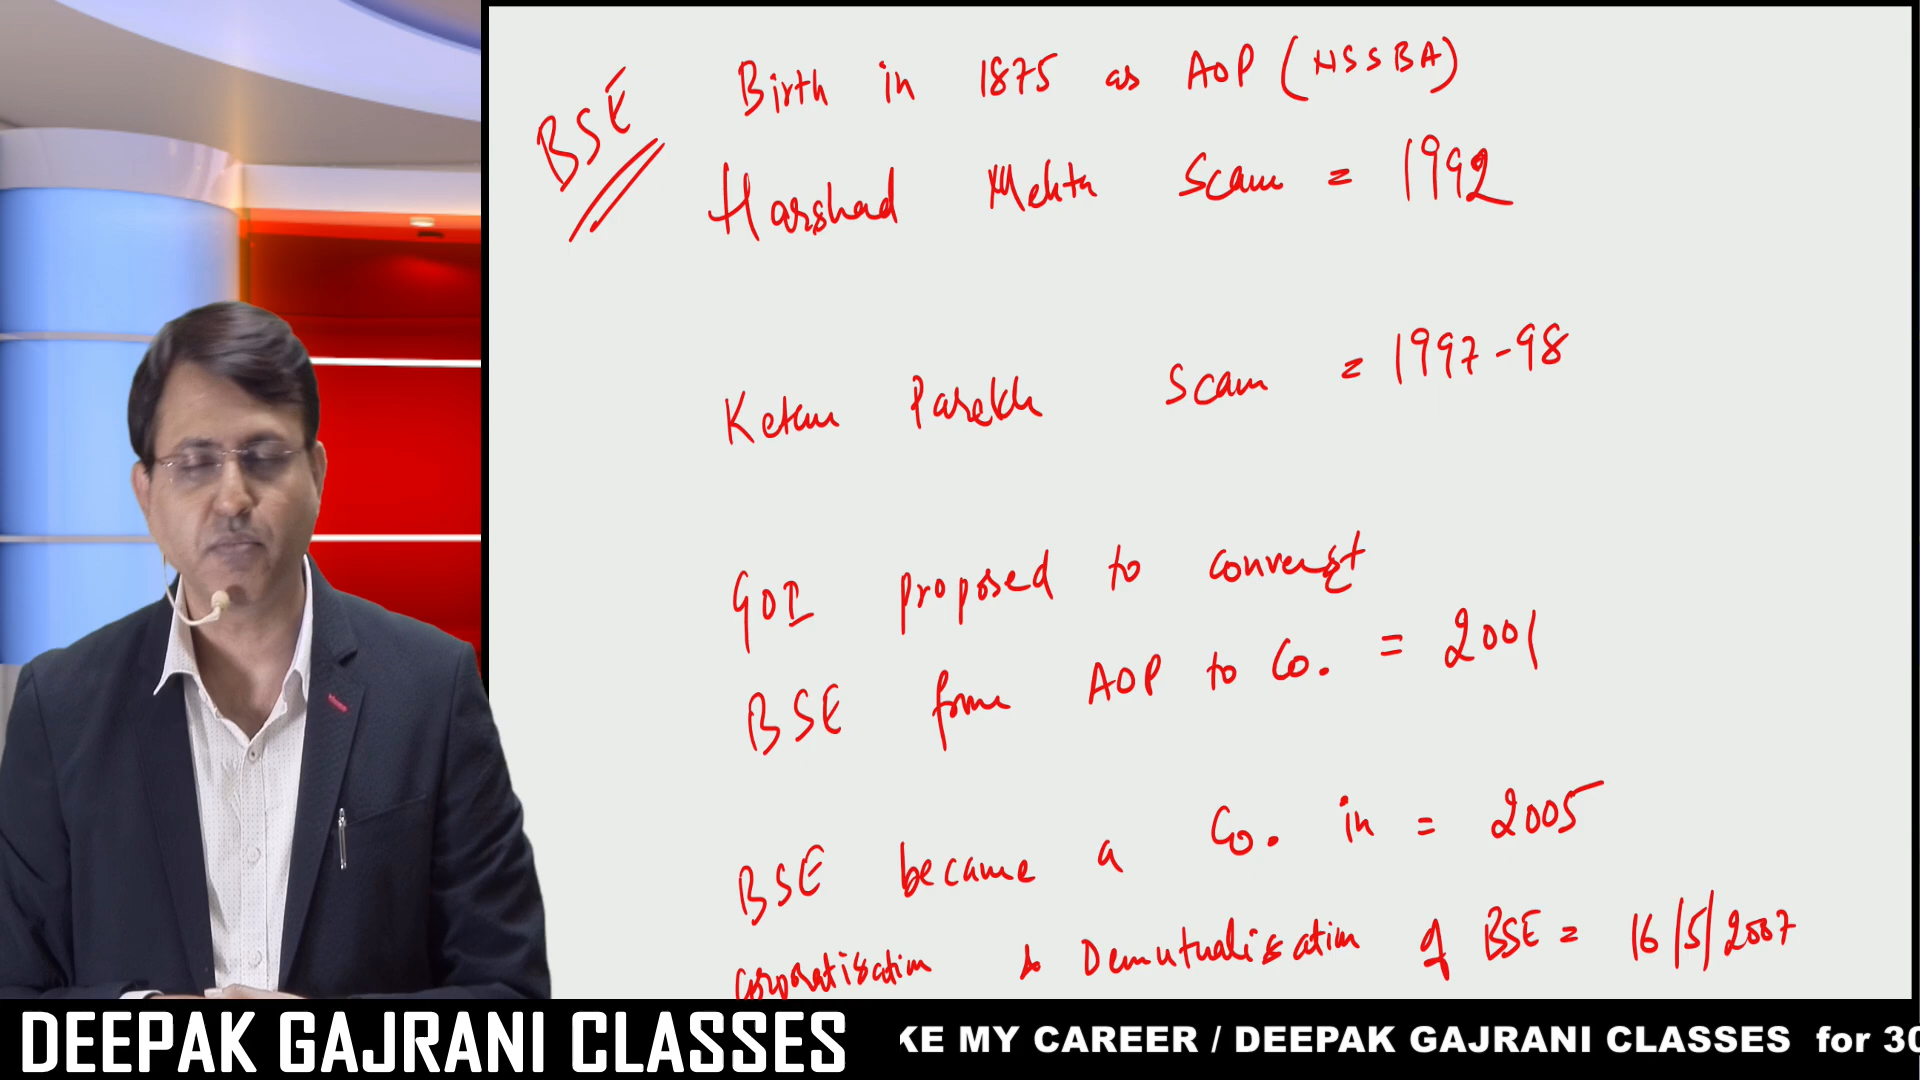 BSE
Birth in 1875 as AOP (NSSBA)
Harshad Mehta Scam = 1992
Ketan Parekh Scam = 1997-98
GOI proposed to convert
BSE from AOP to Co. = 2001
BSE became a Co. in = 2005
Corporatisation & Demutualisation of BSE = 16/5/2007
DEEPAK GAJRANI CLASSES
KE MY CAREER / DEEPAK GAJRANI CLASSES for 30